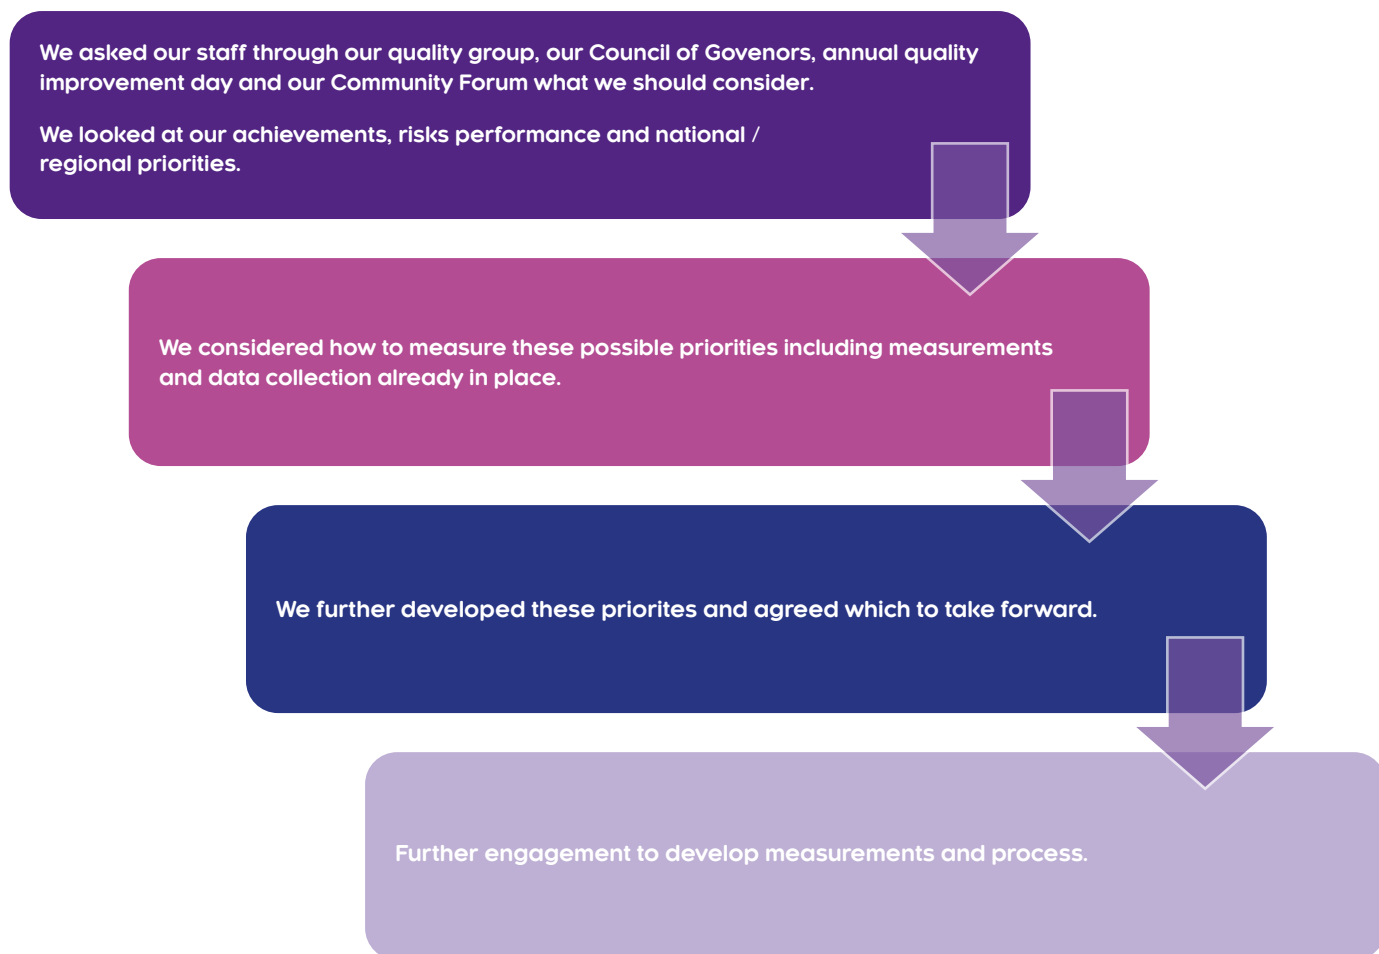 We asked our staff through our quality group, our Council of Govenors, annual quality
improvement day and our Community Forum what we should consider.
We looked at our achievements, risks performance and national /
regional priorities.
We considered how to measure these possible priorities including measurements
and data collection already in place.
We further developed these priorites and agreed which to take forward.
Further engagement to develop measurements and process.